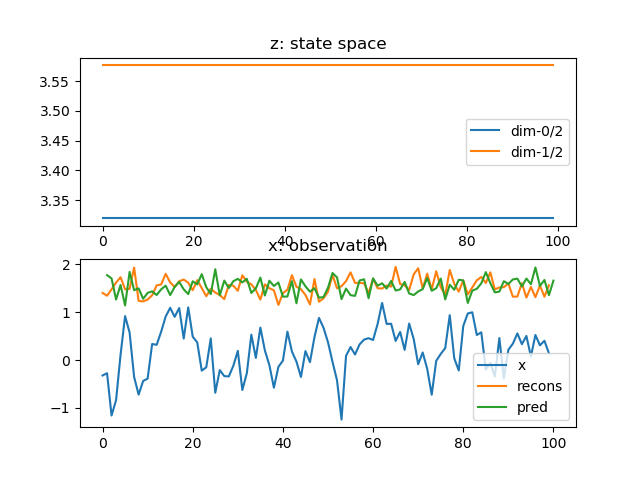 z: state space
3.55
3.50
3.45
3.40
3.35
dim-0/2
dim-1/2
0 20 40 60 80 100
x: observation
2
1
0
−1
x
recons
pred
0 20 40 60 80 100